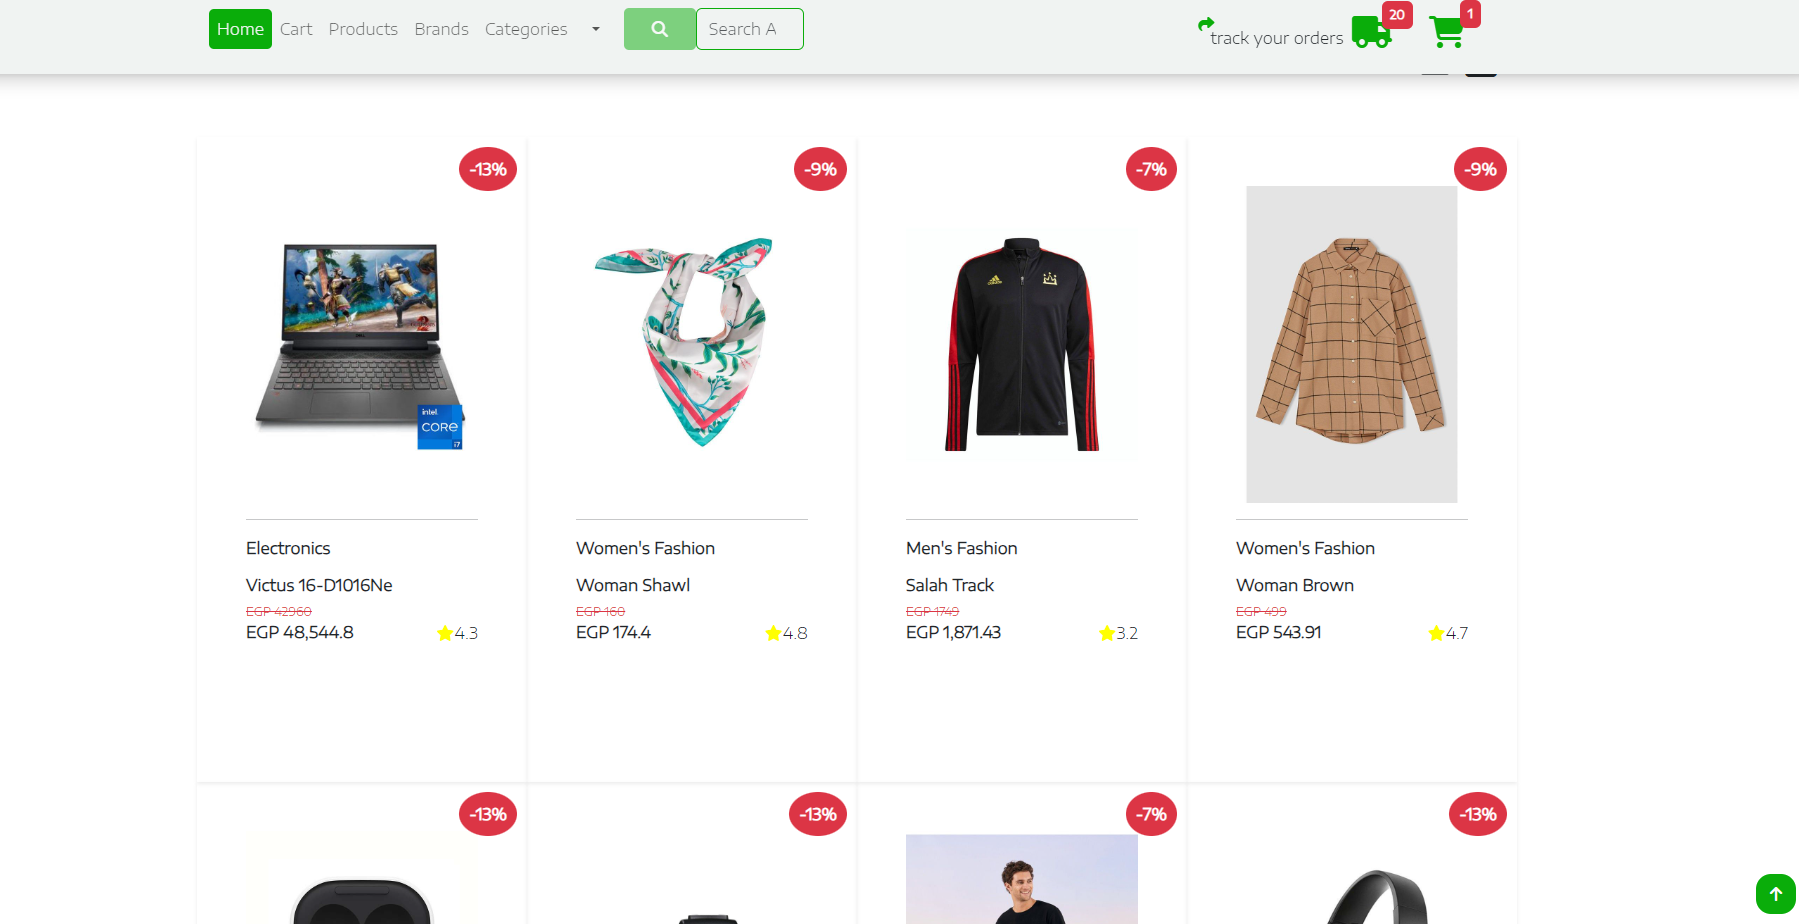 Home Cart Products Brands Categories Search A track your orders 20 1
-13% -9% -7% -9%
intel.
CORE
i7
adidas
Electronics Women's Fashion Men's Fashion Women's Fashion
Victus 16-D1016Ne Woman Shawl Salah Track Woman Brown
EGP 42960 EGP 160 EGP 1749 EGP 499
EGP 48,544.8 4.3 EGP 174.4 4.8 EGP 1,871.43 3.2 EGP 543.91 4.7
-13% -13% -7% -13%